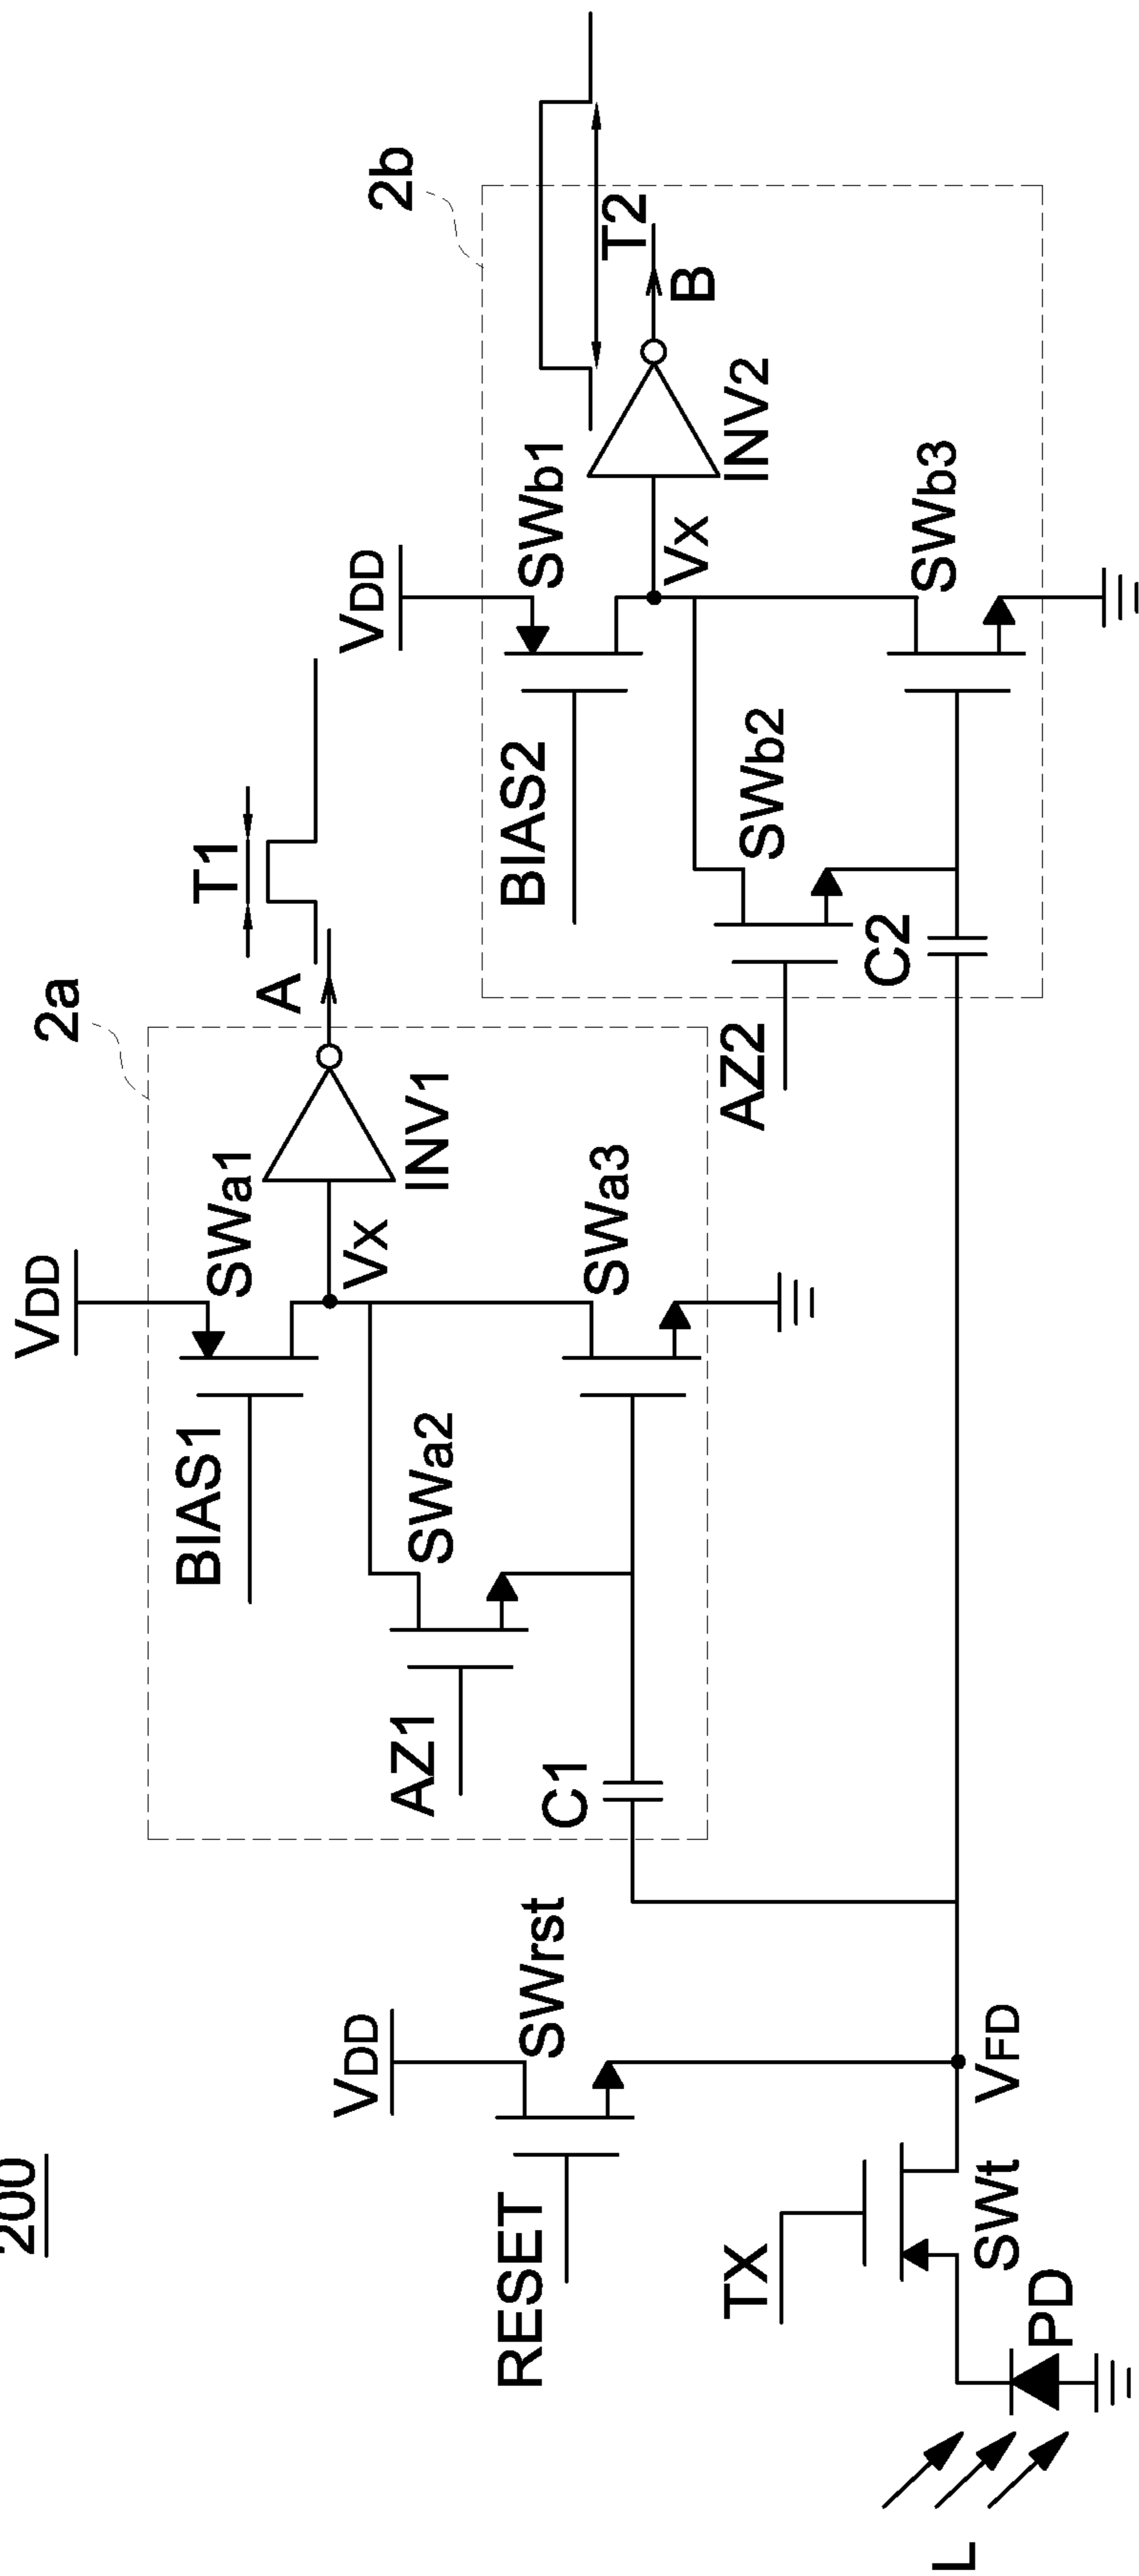 200
L
PD
TX
SWt
VFD
RESET
SWrst
VDD
2a
VDD
BIAS1
SWa1
AZ1
SWa2
C1
SWa3
Vx
INV1
A
T1
2b
VDD
BIAS2
SWb1
AZ2
SWb2
C2
SWb3
Vx
INV2
B
T2